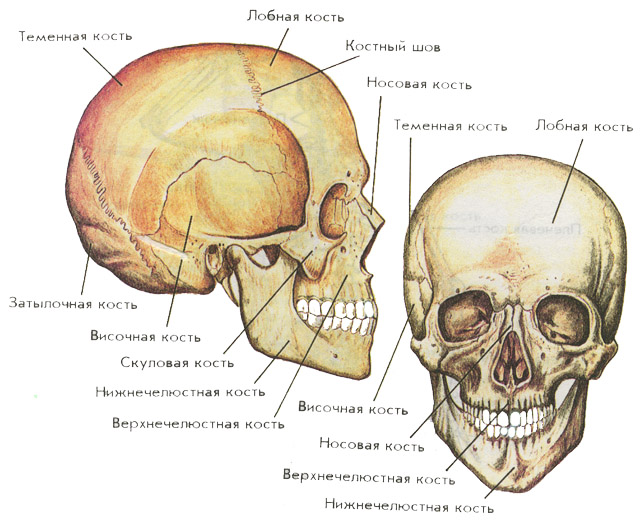 Лобная кость
Теменная кость
Костный шов
Носовая кость
Теменная кость
Лобная кость
Затылочная кость
Височная кость
Скуловая кость
Нижнечелюстная кость
Верхнечелюстная кость
Височная кость
Носовая кость
Верхнечелюстная кость
Нижнечелюстная кость